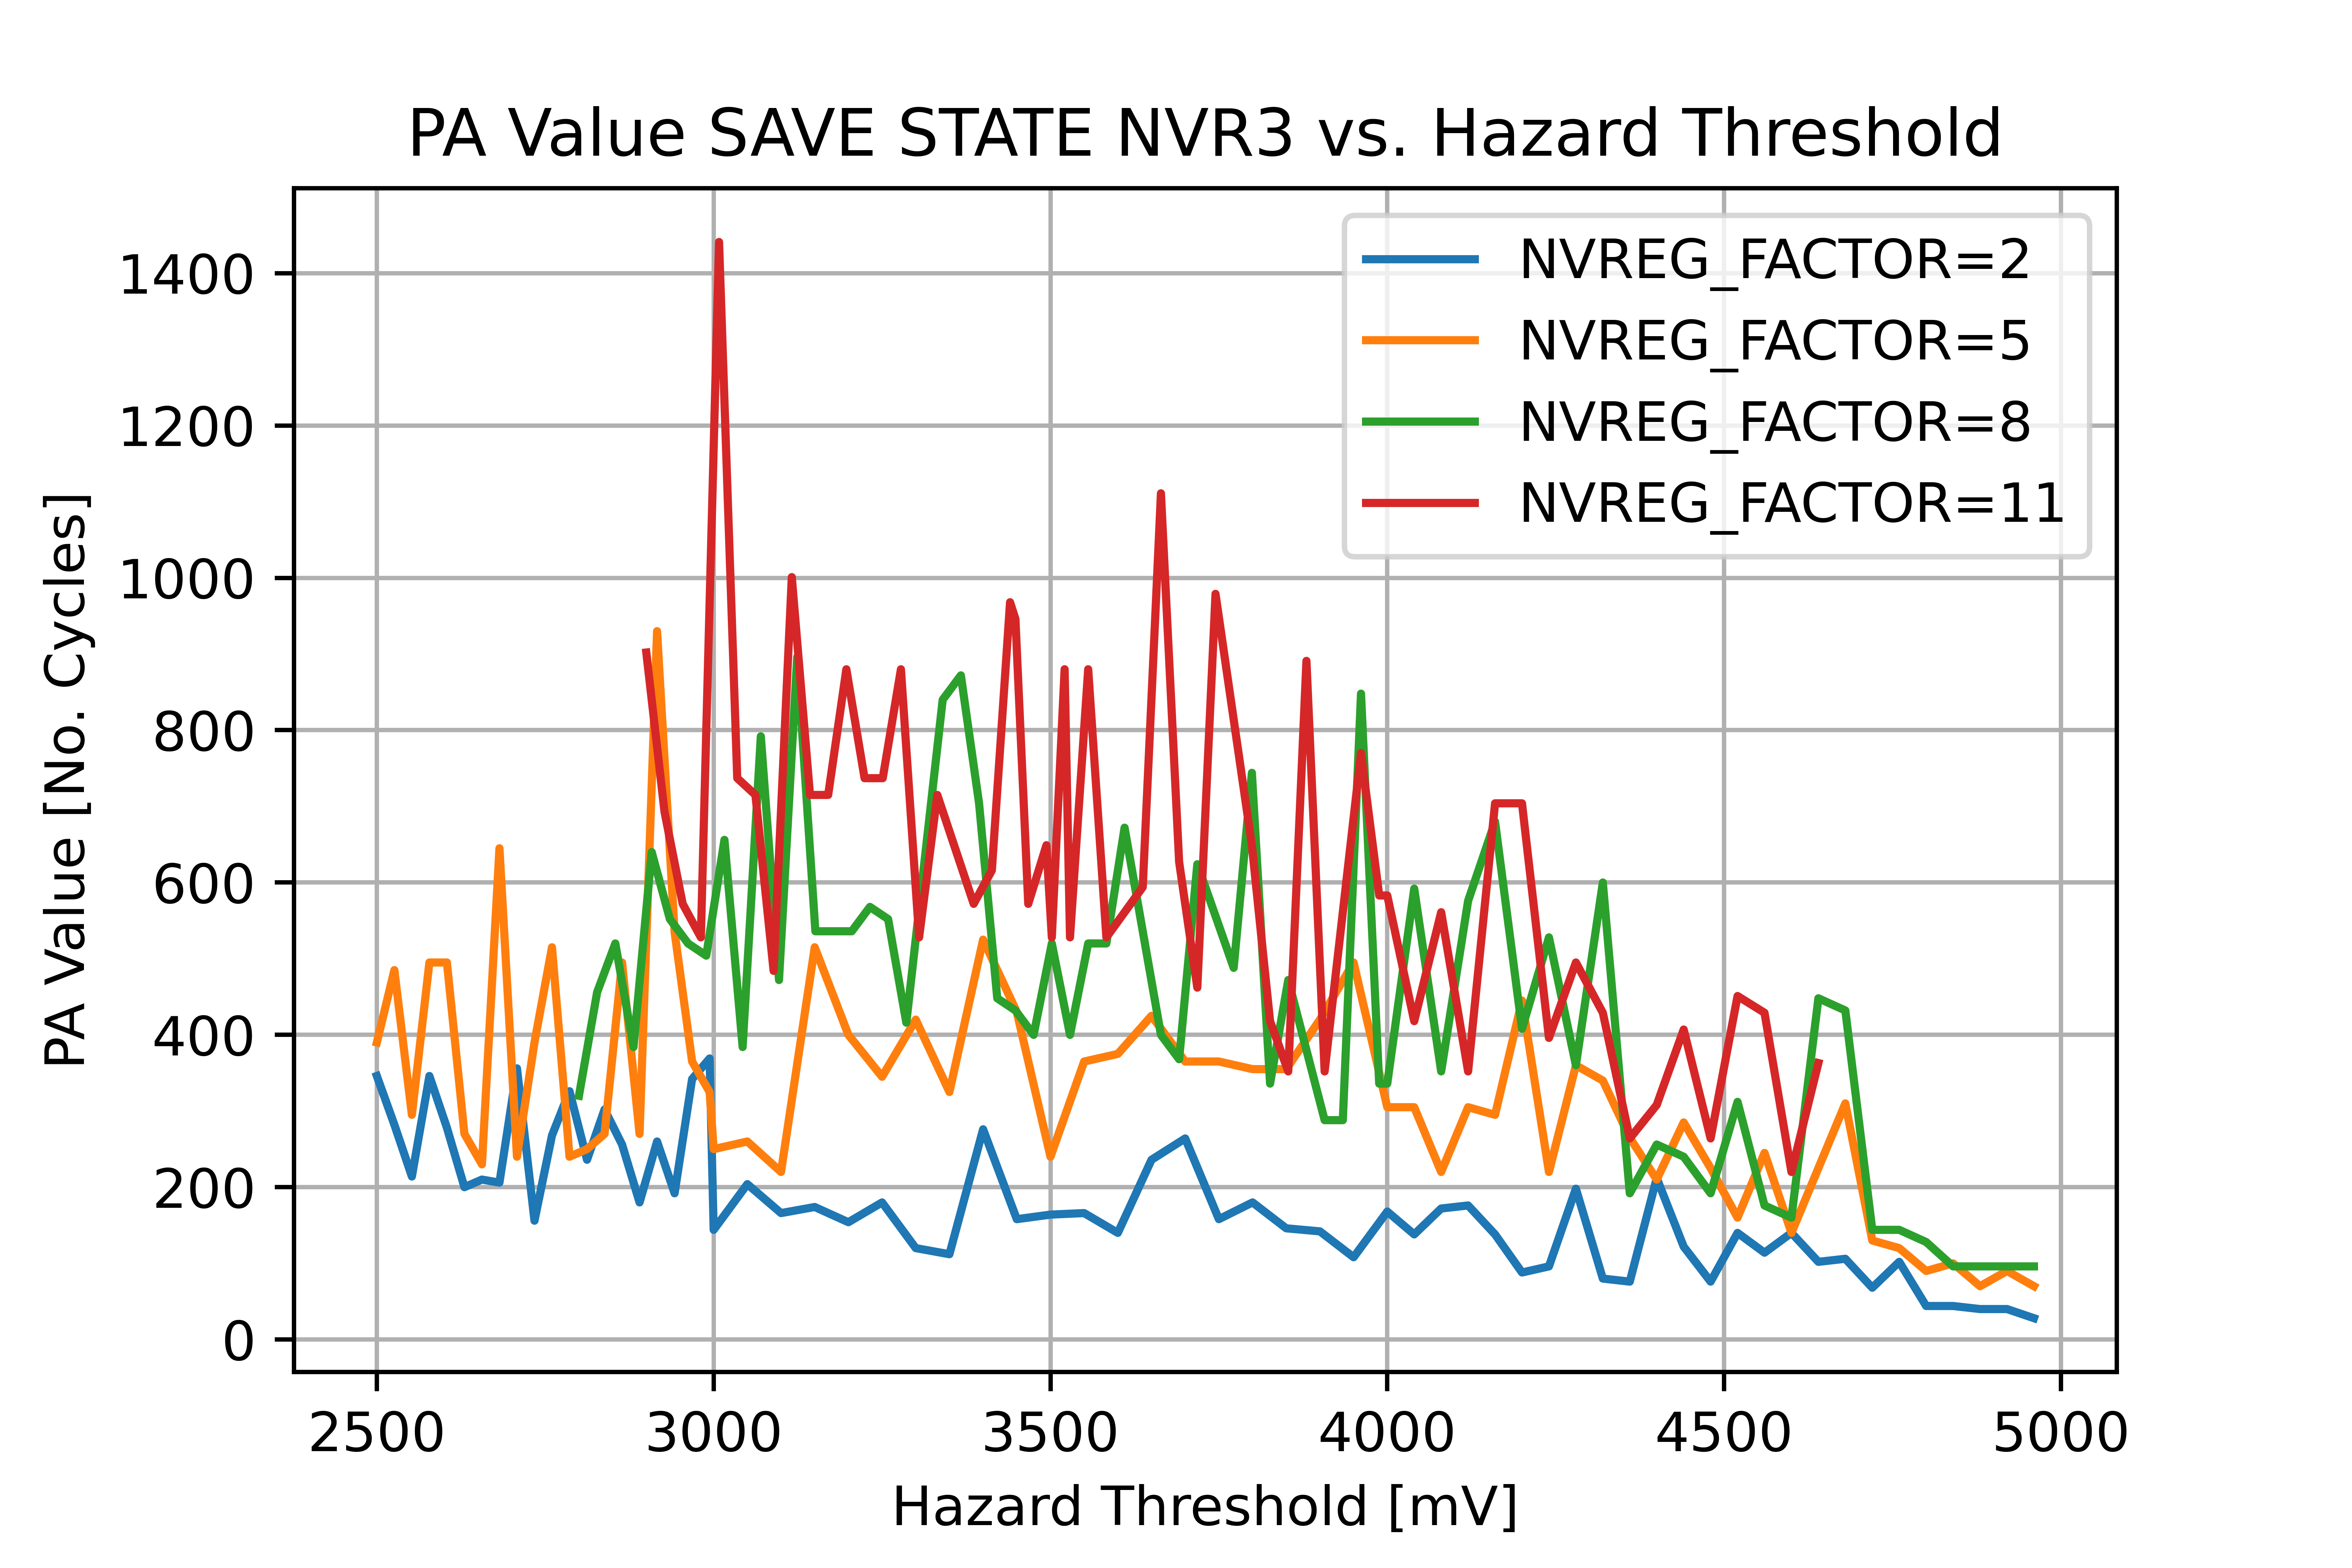 PA Value SAVE STATE NVR3 vs. Hazard Threshold
NVREG_FACTOR=2
NVREG_FACTOR=5
NVREG_FACTOR=8
NVREG_FACTOR=11
PA Value [No. Cycles]
1400
1200
1000
800
600
400
200
0
2500 3000 3500 4000 4500 5000
Hazard Threshold [mV]